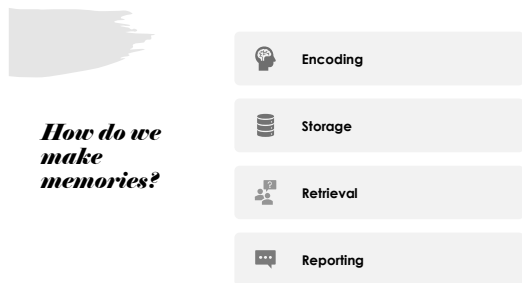 How do we
make
memories?
Encoding
Storage
Retrieval
?
Reporting